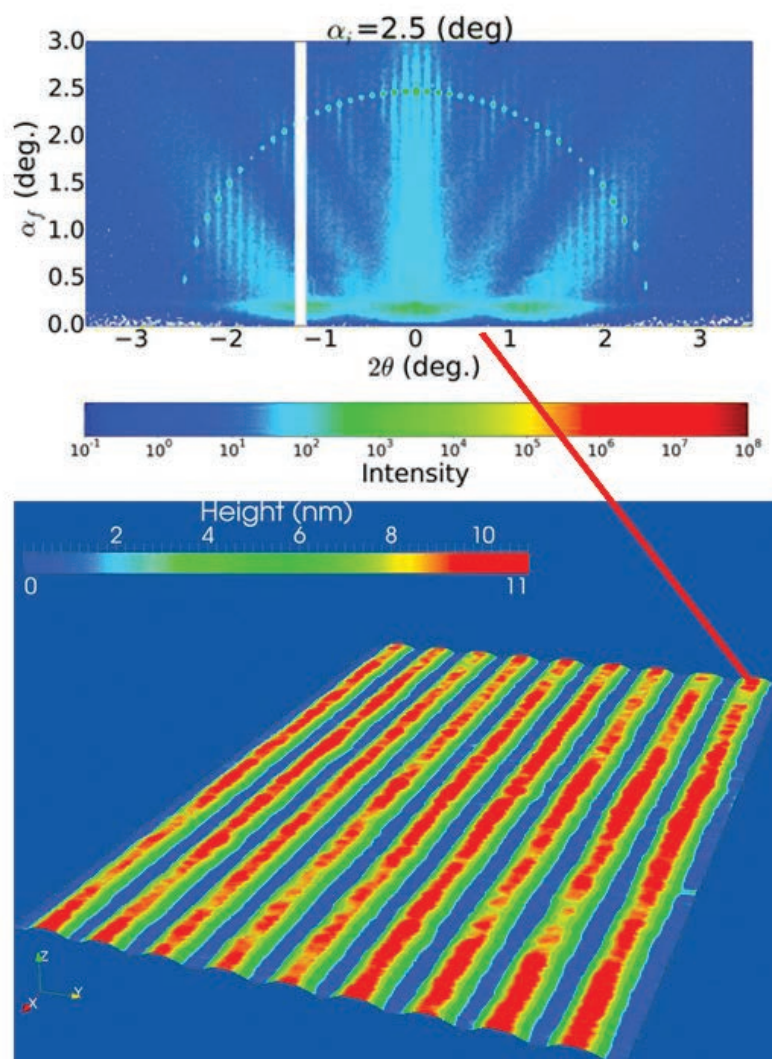 α_i=2.5 (deg)
3.0
2.5
2.0
1.5
1.0
0.5
0.0
α_f (deg.)
−3 −2 −1 0 1 2 3
2θ (deg.)
10⁻¹ 10⁰ 10¹ 10² 10³ 10⁴ 10⁵ 10⁶ 10⁷ 10⁸
Intensity
Height (nm)
2 4 6 8 10
0 11
Z
X Y